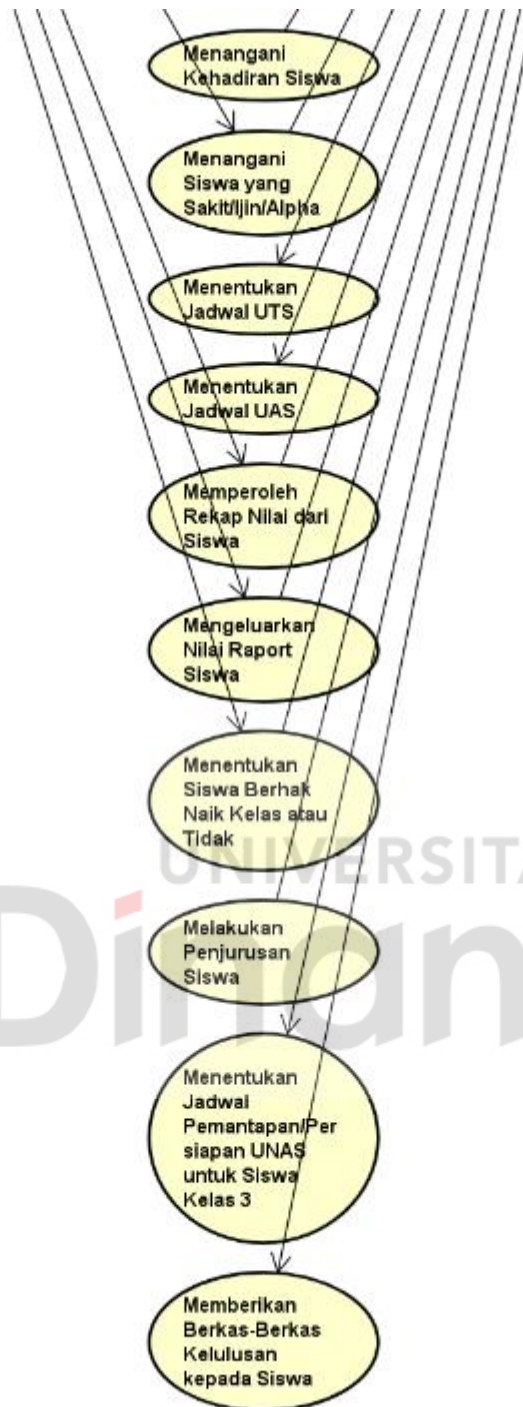 Menangani
Kehadiran Siswa
Menangani
Siswa yang
Sakit/Ijin/Alpha
Menentukan
Jadwal UTS
Menentukan
Jadwal UAS
Memperoleh
Rekap Nilai dari
Siswa
Mengeluarkan
Nilai Raport
Siswa
Menentukan
Siswa Berhak
Naik Kelas atau
Tidak
UNIVERSITA
Melakukan
Penjurusan
Siswa
Dinam
Menentukan
Jadwal
Pemantapan/Per
siapan UNAS
untuk Siswa
Kelas 3
Memberikan
Berkas-Berkas
Kelulusan
kepada Siswa